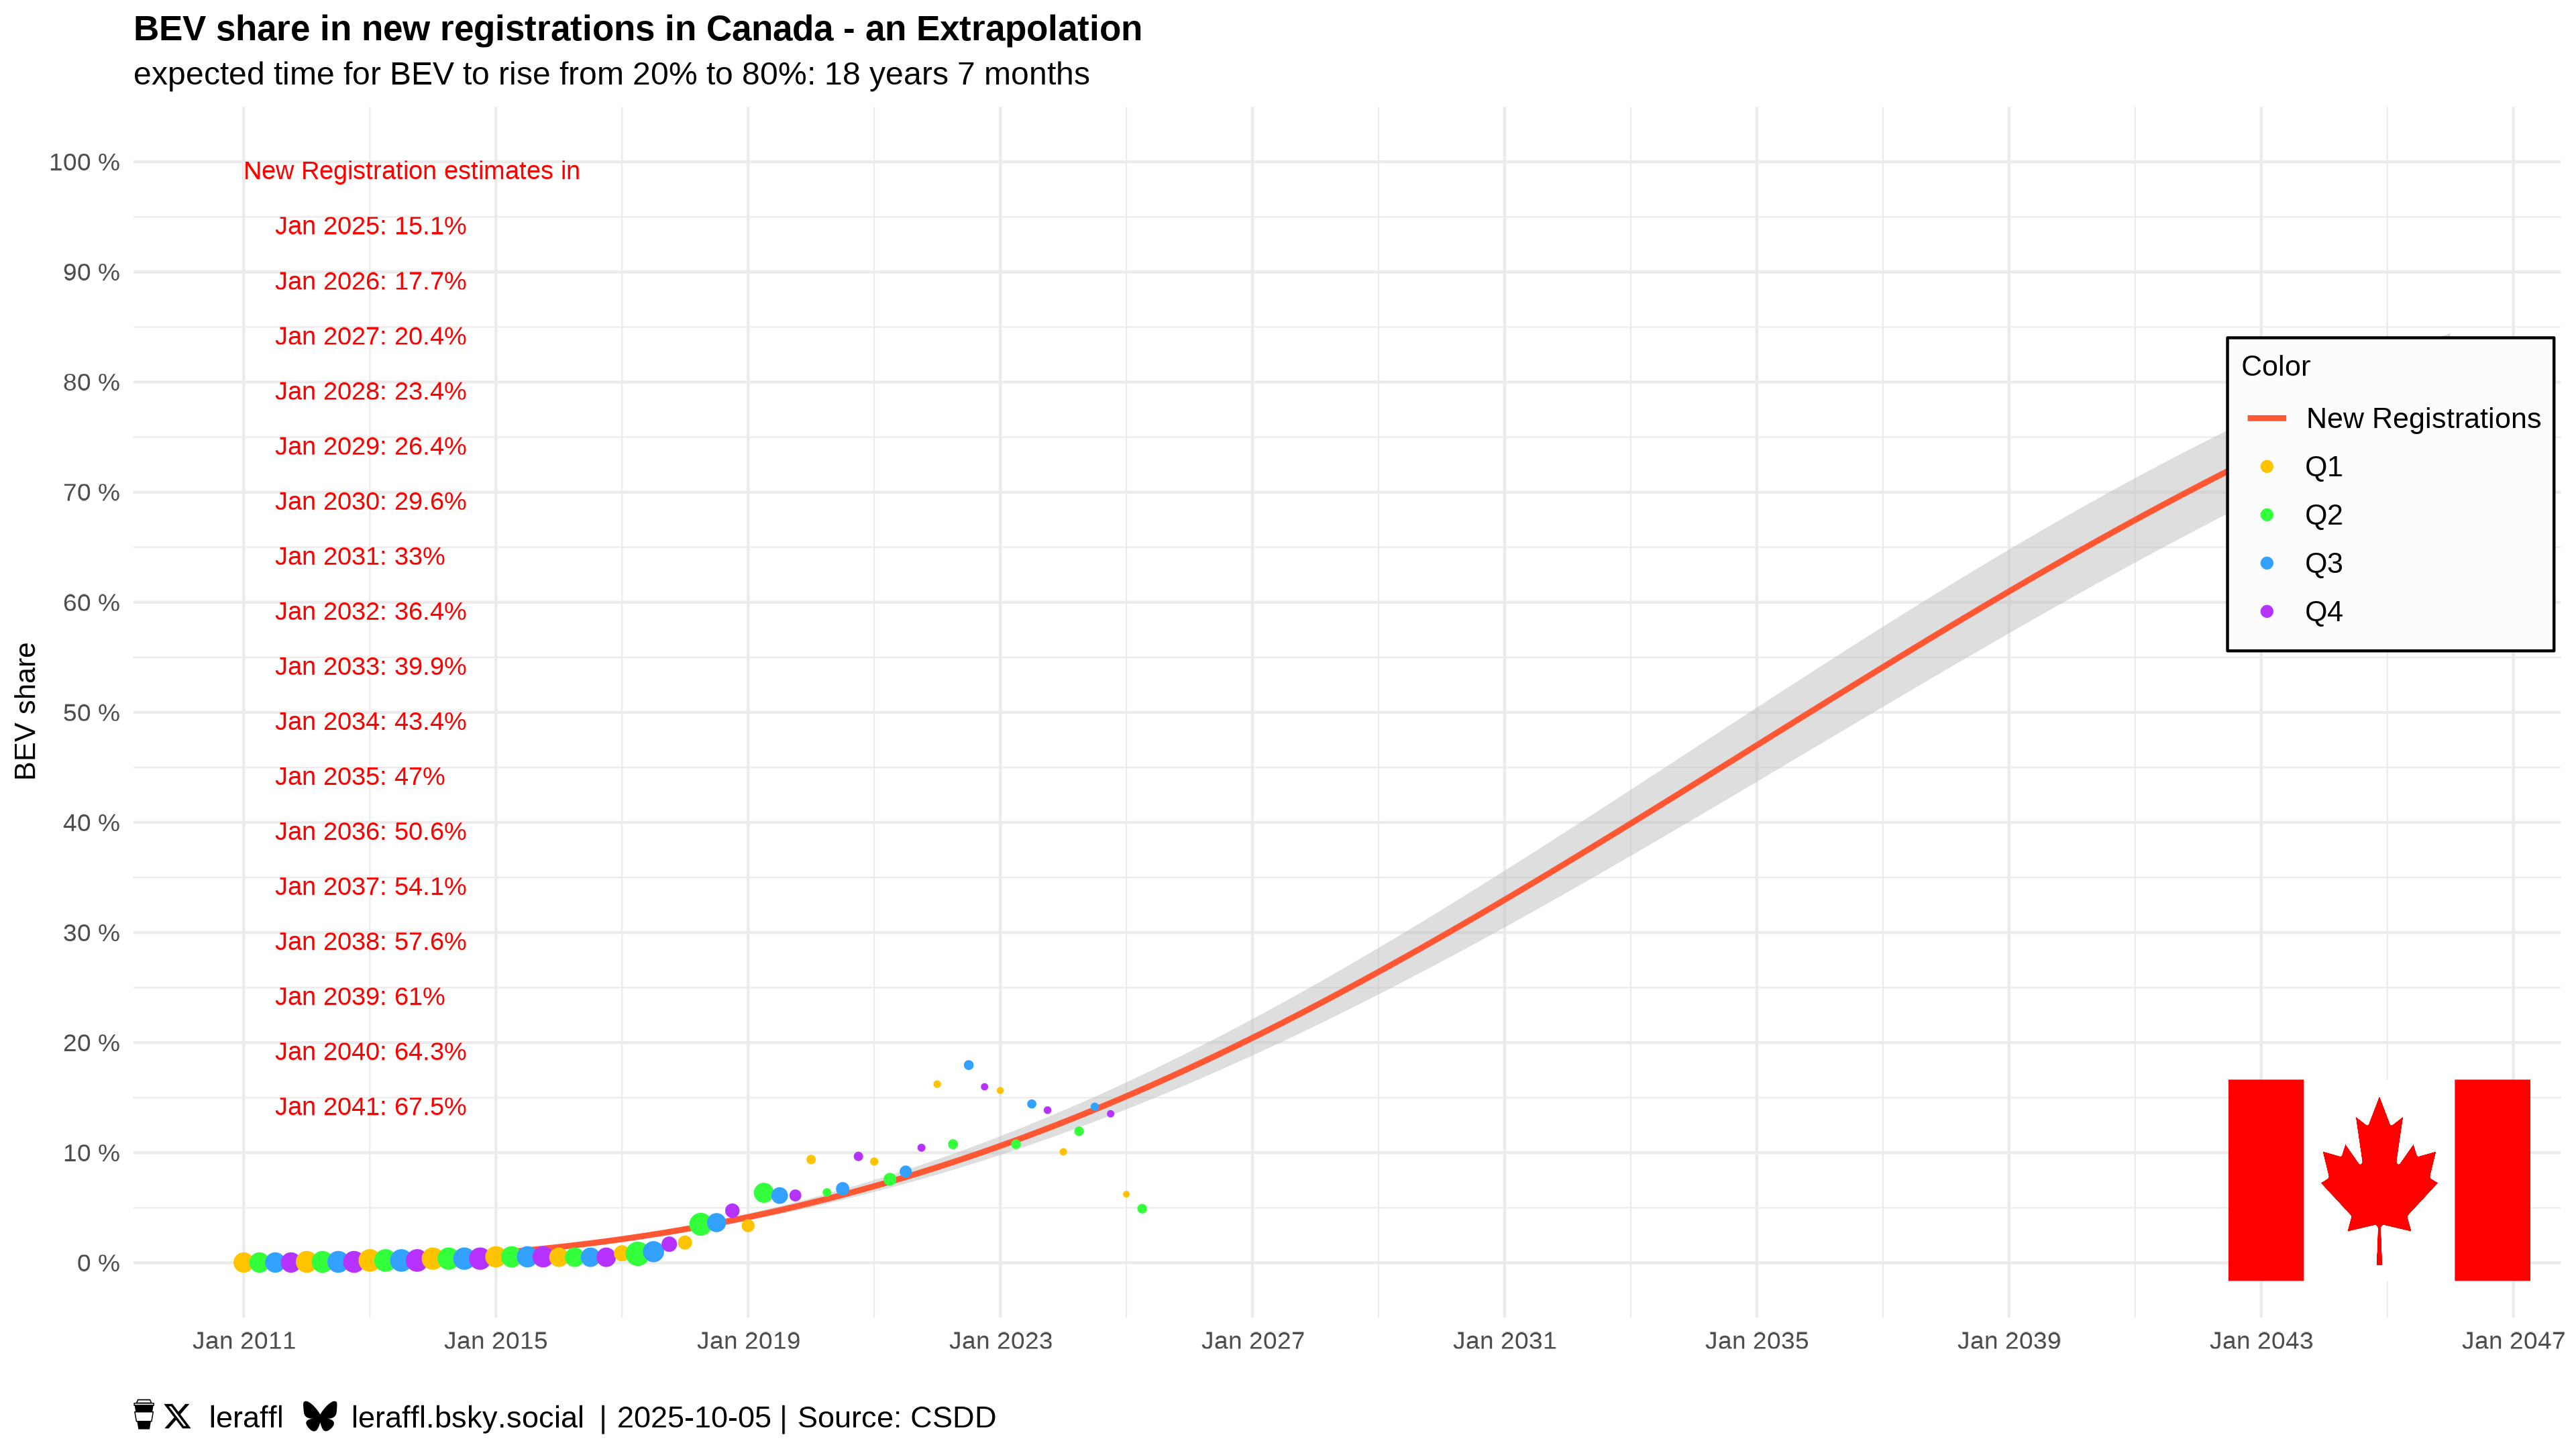 BEV share in new registrations in Canada - an Extrapolation
expected time for BEV to rise from 20% to 80%: 18 years 7 months
BEV share
100 %
90 %
80 %
70 %
60 %
50 %
40 %
30 %
20 %
10 %
0 %
New Registration estimates in
Jan 2025: 15.1%
Jan 2026: 17.7%
Jan 2027: 20.4%
Jan 2028: 23.4%
Jan 2029: 26.4%
Jan 2030: 29.6%
Jan 2031: 33%
Jan 2032: 36.4%
Jan 2033: 39.9%
Jan 2034: 43.4%
Jan 2035: 47%
Jan 2036: 50.6%
Jan 2037: 54.1%
Jan 2038: 57.6%
Jan 2039: 61%
Jan 2040: 64.3%
Jan 2041: 67.5%
Color
New Registrations
Q1
Q2
Q3
Q4
Jan 2011 Jan 2015 Jan 2019 Jan 2023 Jan 2027 Jan 2031 Jan 2035 Jan 2039 Jan 2043 Jan 2047
leraffl leraffl.bsky.social | 2025-10-05 | Source: CSDD